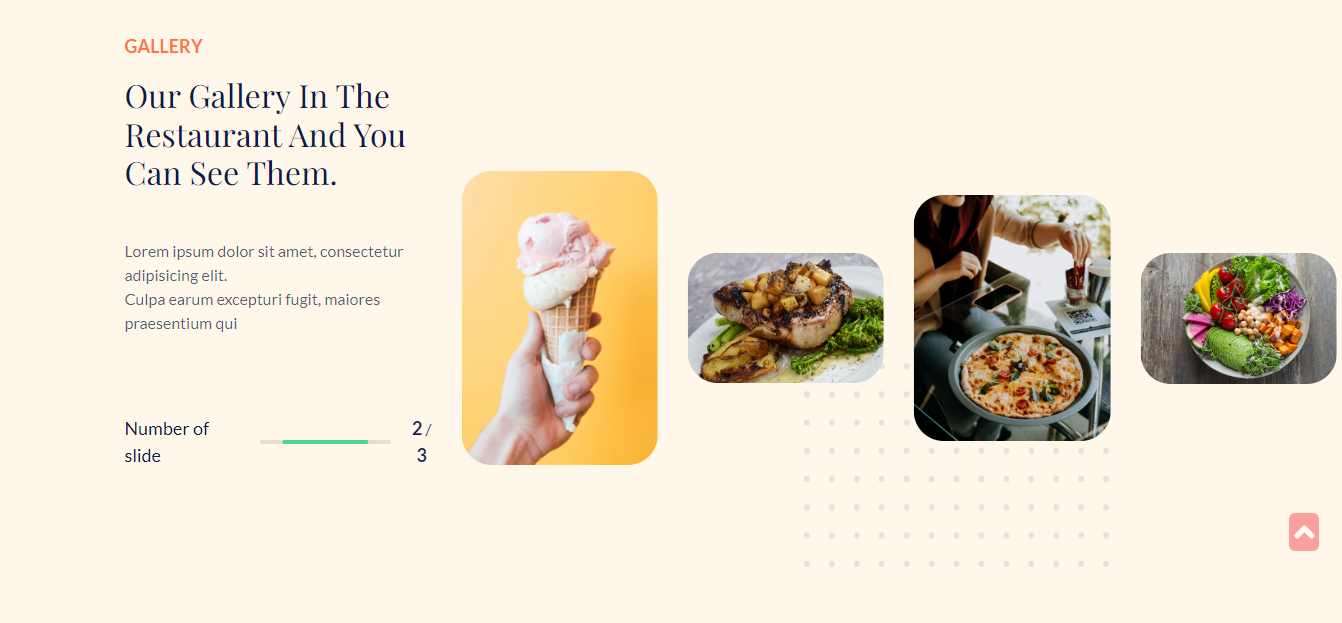 GALLERY
Our Gallery In The
Restaurant And You
Can See Them.
Lorem ipsum dolor sit amet, consectetur
adipisicing elit.
Culpa earum excepturi fugit, maiores
praesentium qui
Number of
slide
2 /
3